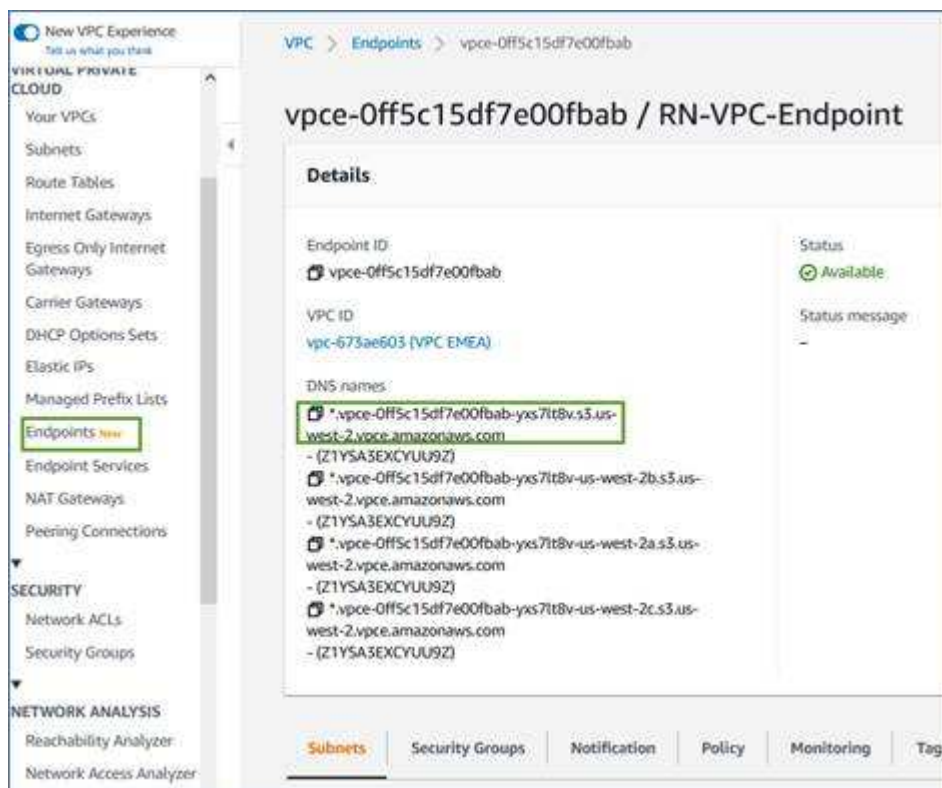 New VPC Experience
Tell us what you think
VIRTUAL PRIVATE
CLOUD
Your VPCs
Subnets
Route Tables
Internet Gateways
Egress Only Internet
Gateways
Carrier Gateways
DHCP Options Sets
Elastic IPs
Managed Prefix Lists
Endpoints New
Endpoint Services
NAT Gateways
Peering Connections
SECURITY
Network ACLs
Security Groups
NETWORK ANALYSIS
Reachability Analyzer
Network Access Analyzer
VPC > Endpoints > vpce-0ff5c15df7e00fbab
vpce-0ff5c15df7e00fbab / RN-VPC-Endpoint
Details
Endpoint ID
vpce-0ff5c15df7e00fbab
VPC ID
vpc-673ae603 (VPC EMEA)
DNS names
*.vpce-0ff5c15df7e00fbab-yxs7lt8v.s3.us-
west-2.vpce.amazonaws.com
- (Z1YSA3EXCYUU9Z)
*.vpce-0ff5c15df7e00fbab-yxs7lt8v-us-west-2b.s3.us-
west-2.vpce.amazonaws.com
- (Z1YSA3EXCYUU9Z)
*.vpce-0ff5c15df7e00fbab-yxs7lt8v-us-west-2a.s3.us-
west-2.vpce.amazonaws.com
- (Z1YSA3EXCYUU9Z)
*.vpce-0ff5c15df7e00fbab-yxs7lt8v-us-west-2c.s3.us-
west-2.vpce.amazonaws.com
- (Z1YSA3EXCYUU9Z)
Status
Available
Status message
-
Subnets Security Groups Notification Policy Monitoring Tag